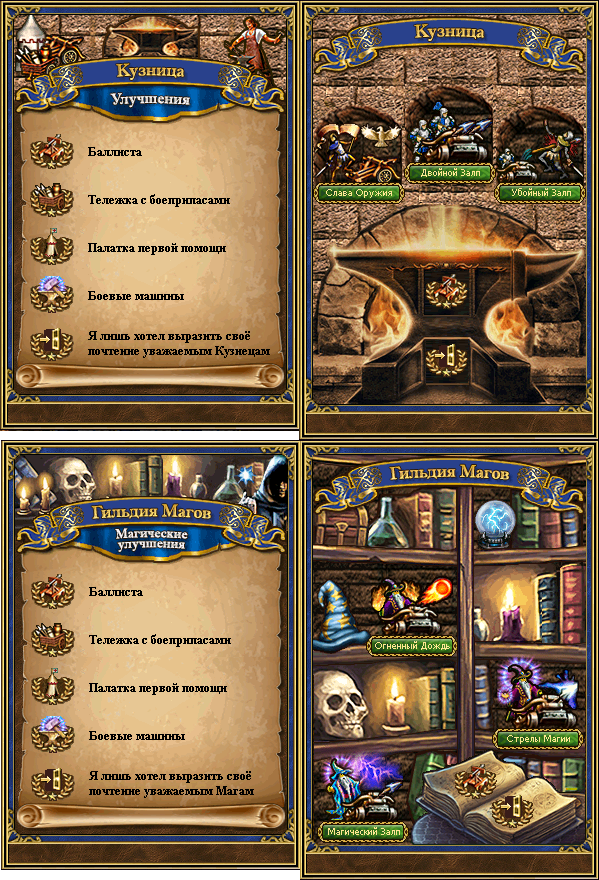 Кузница
Улучшения
Баллиста
Тележка с боеприпасами
Палатка первой помощи
Боевые машины
Я лишь хотел выразить своё
почтение уважаемым Кузнецам
Кузница
Слава Оружия
Двойной Залп
Убойный Залп
Гильдия Магов
Магические
улучшения
Баллиста
Тележка с боеприпасами
Палатка первой помощи
Боевые машины
Я лишь хотел выразить своё
почтение уважаемым Магам
Гильдия Магов
Огненный Дождь
Стрелы Магии
Магический Залп